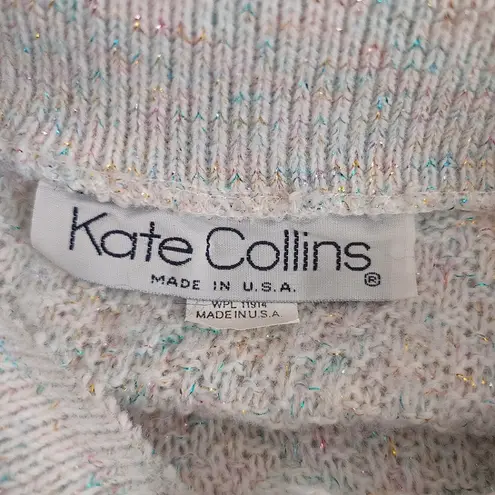 Kate Collins
MADE IN U.S.A. ®
WPL 11914
MADE IN U.S.A